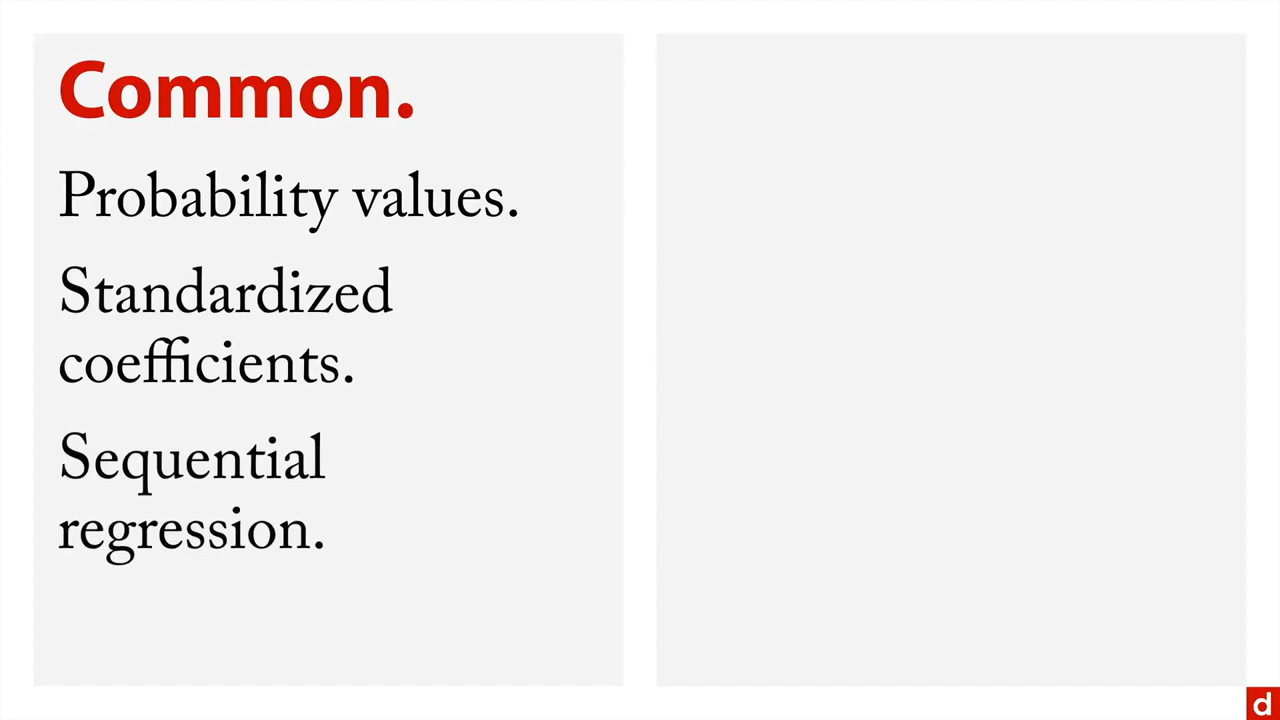 Common.
Probability values.
Standardized
coefficients.
Sequential
regression.
d